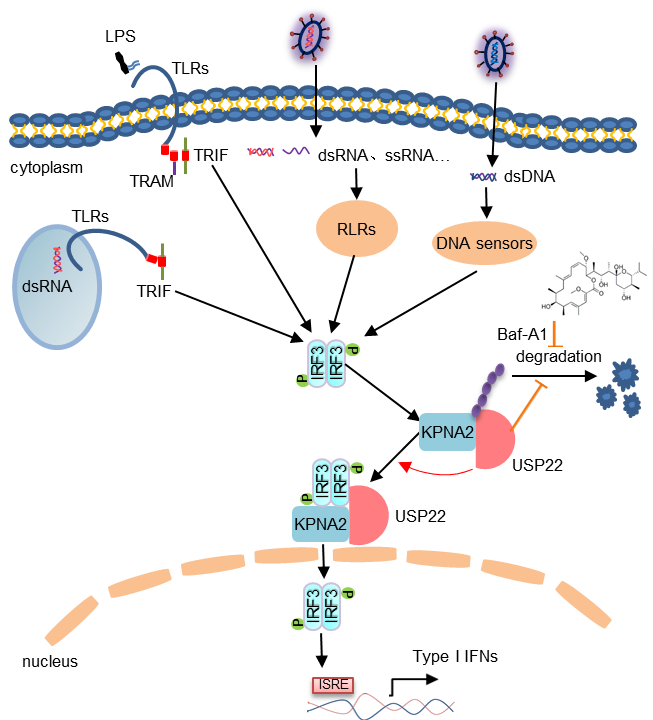 LPS
TLRs
cytoplasm
TRIF
TRAM
dsRNA、ssRNA...
dsDNA
TLRs
dsRNA
TRIF
RLRs
DNA sensors
Baf-A1
degradation
P
IRF3
IRF3
P
KPNA2
USP22
P
IRF3
IRF3
P
KPNA2
USP22
P
IRF3
IRF3
P
nucleus
Type I IFNs
ISRE